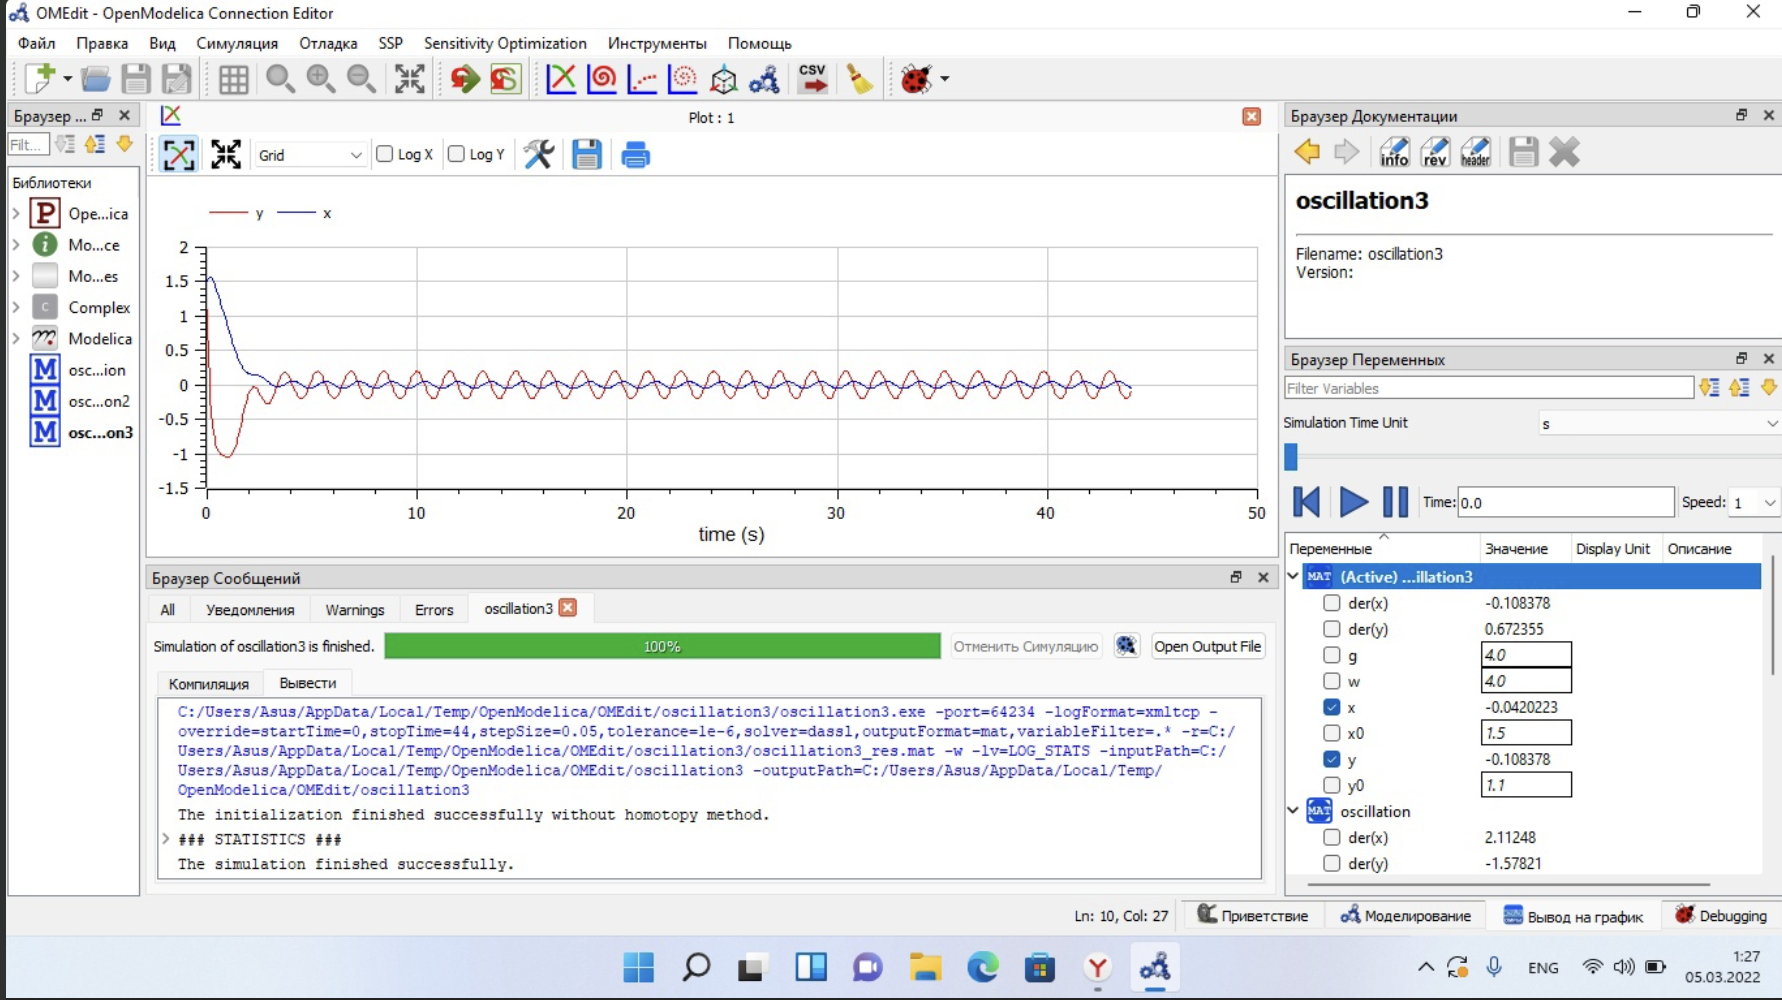 OMEdit - OpenModelica Connection Editor
Файл Правка Вид Симуляция Отладка SSP Sensitivity Optimization Инструменты Помощь
CSV
Браузер ...
Filt...
Библиотеки
P Ope...ica
i Mo...ce
Mo...es
C Complex
Modelica
M osc...ion
M osc...on2
M osc...on3
Plot : 1
Grid Log X Log Y
y x
2
1.5
1
0.5
0
-0.5
-1
-1.5
0 10 20 30 40 50
time (s)
Браузер Сообщений
All Уведомления Warnings Errors oscillation3
Simulation of oscillation3 is finished. 100% Отменить Симуляцию Open Output File
Компиляция Вывести
C:/Users/Asus/AppData/Local/Temp/OpenModelica/OMEdit/oscillation3/oscillation3.exe -port=64234 -logFormat=xmltcp -
override=startTime=0,stopTime=44,stepSize=0.05,tolerance=1e-6,solver=dassl,outputFormat=mat,variableFilter=.* -r=C:/
Users/Asus/AppData/Local/Temp/OpenModelica/OMEdit/oscillation3/oscillation3_res.mat -w -lv=LOG_STATS -inputPath=C:/
Users/Asus/AppData/Local/Temp/OpenModelica/OMEdit/oscillation3 -outputPath=C:/Users/Asus/AppData/Local/Temp/
OpenModelica/OMEdit/oscillation3
The initialization finished successfully without homotopy method.
### STATISTICS ###
The simulation finished successfully.
Браузер Документации
info rev header
oscillation3
Filename: oscillation3
Version:
Браузер Переменных
Filter Variables
Simulation Time Unit s
Time: 0.0 Speed: 1
Переменные Значение Display Unit Описание
MAT (Active) ...illation3
der(x) -0.108378
der(y) 0.672355
g 4.0
w 4.0
x -0.0420223
x0 1.5
y -0.108378
y0 1.1
MAT oscillation
der(x) 2.11248
der(y) -1.57821
Ln: 10, Col: 27 Приветствие Моделирование Вывод на график Debugging
ENG 1:27
05.03.2022